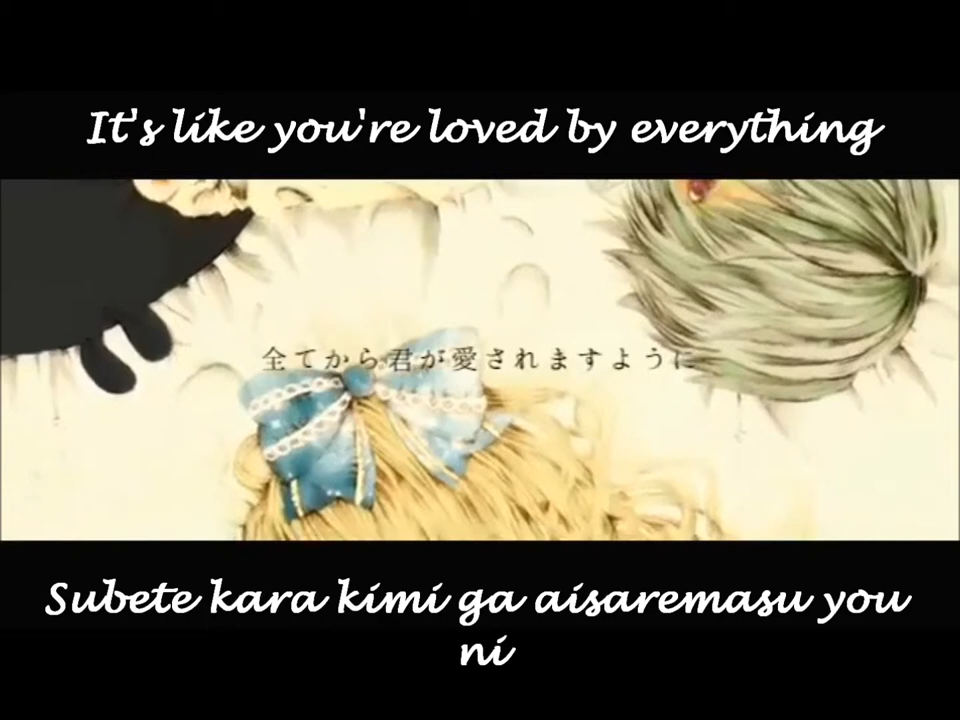 It's like you're loved by everything
全てから君が愛されますように
Subete kara kimi ga aisaremasu you
ni